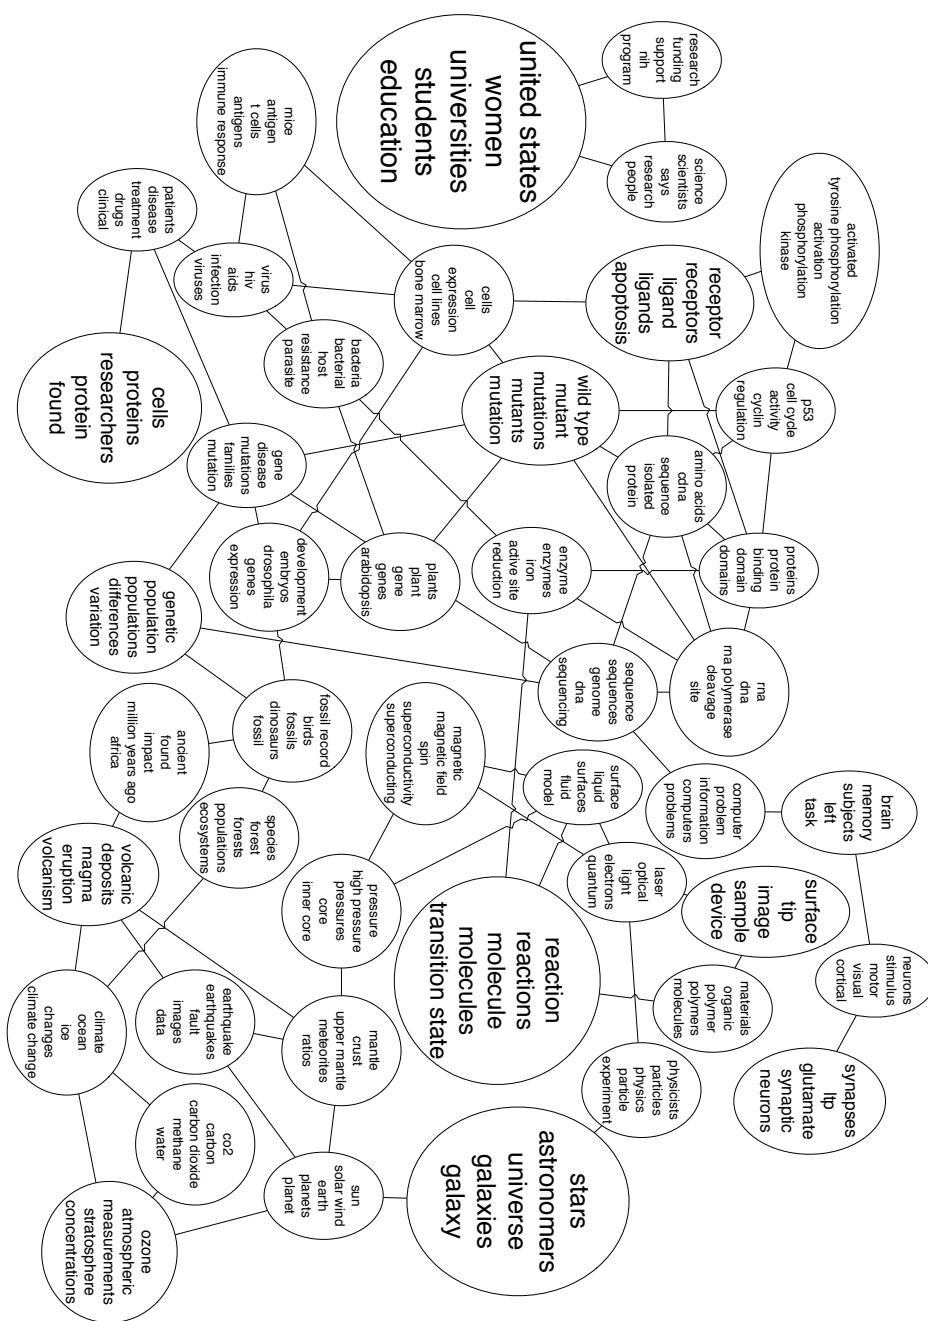 research
funding
support
nih
program
united states
women
universities
students
education
science
scientists
says
research
people
mice
antigen
t cells
antigens
immune response
patients
disease
treatment
drugs
clinical
virus
hiv
aids
infection
viruses
cells
proteins
researchers
protein
found
cells
expression
cell
cell lines
bone marrow
bacteria
bacterial
host
resistance
parasite
activated
tyrosine phosphorylation
activation
phosphorylation
kinase
receptor
receptors
ligand
ligands
apoptosis
p53
cell cycle
activity
cyclin
regulation
wild type
mutant
mutations
mutants
mutation
amino acids
cdna
sequence
isolated
protein
gene
disease
mutations
families
mutation
proteins
protein
binding
domain
domains
enzyme
enzymes
iron
active site
reduction
plants
plant
gene
genes
arabidopsis
development
embryos
drosophila
genes
expression
genetic
population
populations
differences
variation
rna
dna
rna polymerase
cleavage
site
sequence
sequences
genome
dna
sequencing
fossil record
birds
fossils
dinosaurs
fossil
ancient
found
impact
million years ago
africa
magnetic
magnetic field
spin
superconductivity
superconducting
surface
liquid
surfaces
fluid
model
computer
problem
information
computers
problems
brain
memory
subjects
left
task
species
forest
forests
populations
ecosystems
volcanic
deposits
magma
eruption
volcanism
pressure
high pressure
pressures
core
inner core
laser
optical
light
electrons
quantum
surface
tip
image
sample
device
neurons
stimulus
motor
visual
cortical
reaction
reactions
molecule
molecules
transition state
materials
organic
polymer
polymers
molecules
synapses
ltp
glutamate
synaptic
neurons
climate
ocean
ice
changes
climate change
earthquake
earthquakes
fault
images
data
mantle
crust
upper mantle
meteorites
ratios
physicists
particles
physics
particle
experiment
co2
carbon
carbon dioxide
methane
water
sun
solar wind
earth
planets
planet
stars
astronomers
universe
galaxies
galaxy
ozone
atmospheric
measurements
stratosphere
concentrations